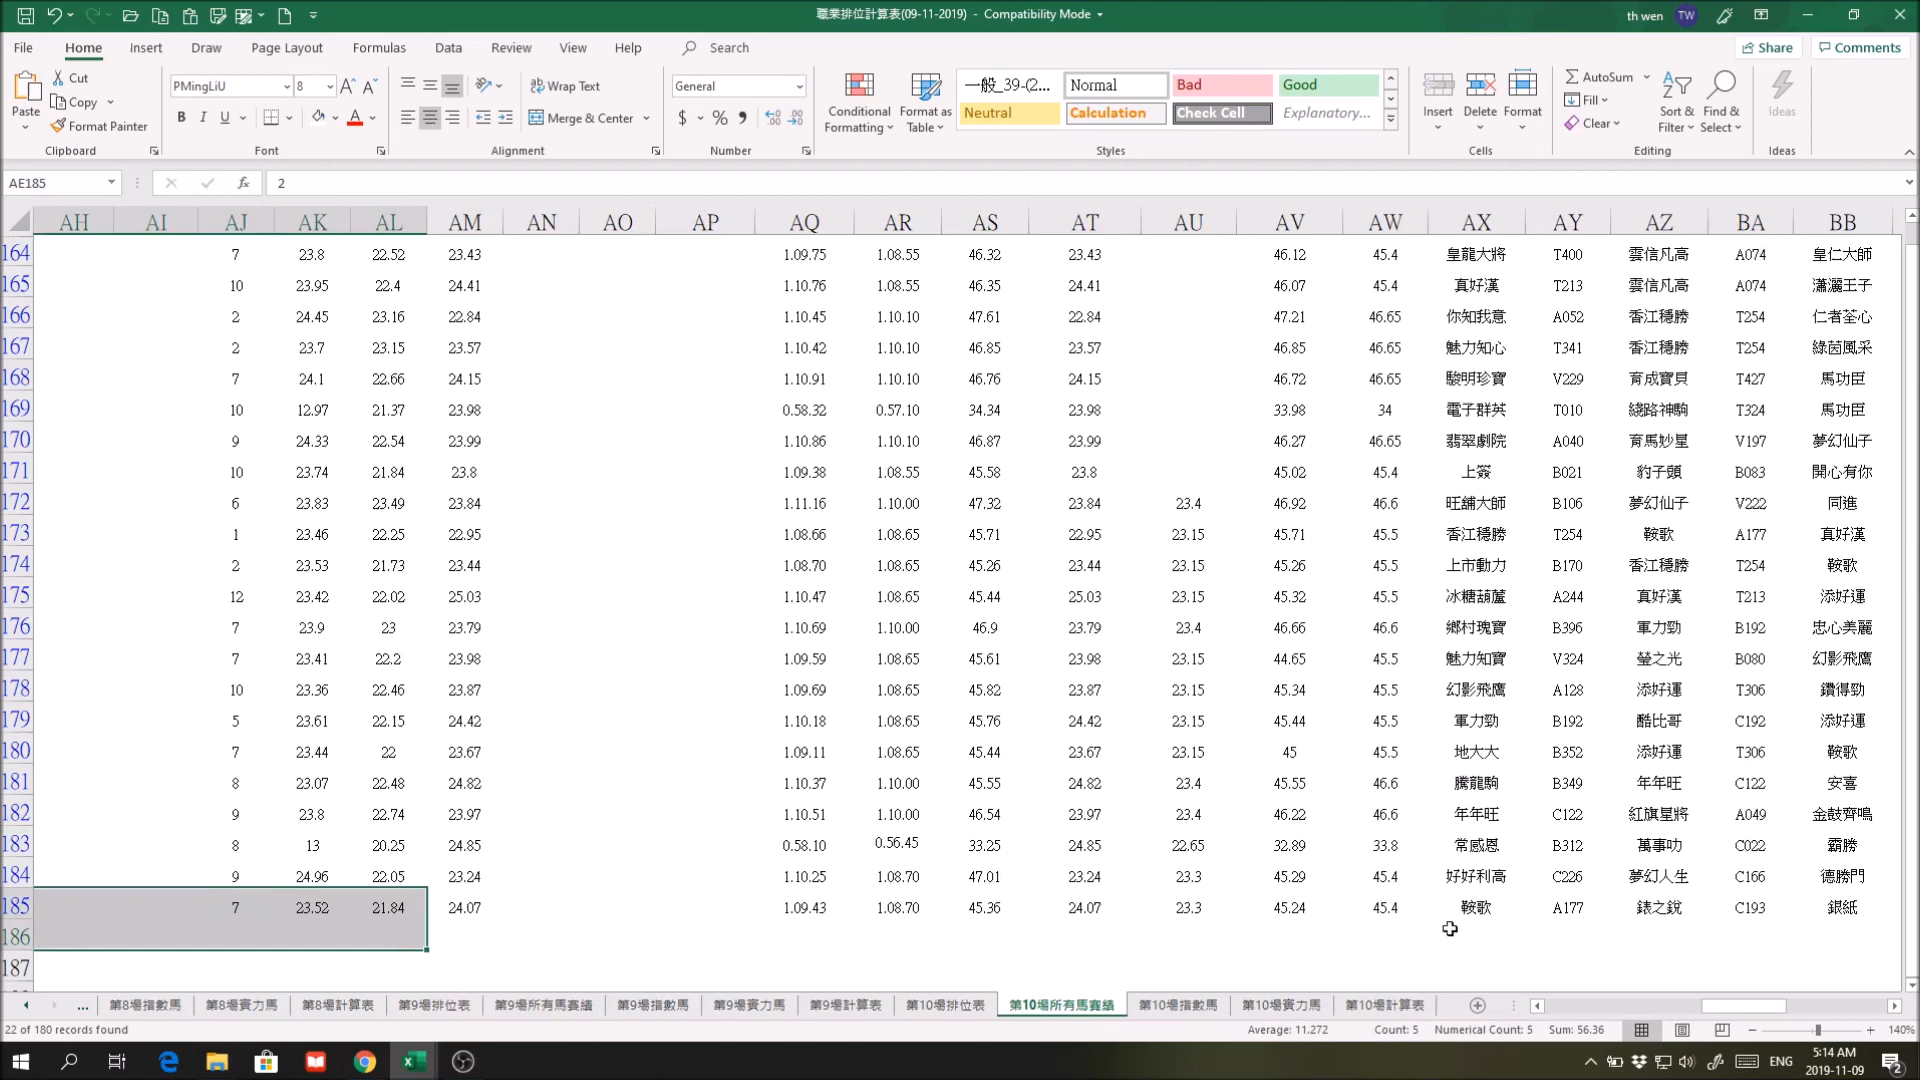 職業排位計算表(09-11-2019) - Compatibility Mode
th wen TW
File Home Insert Draw Page Layout Formulas Data Review View Help Search
Share Comments
Cut
Copy
Format Painter
Paste
PMingLiU 8
B I U
Wrap Text
Merge & Center
General
Conditional Formatting
Format as Table
一般_39-(2... Normal Bad Good
Neutral Calculation Check Cell Explanatory...
Insert Delete Format
AutoSum
Fill
Clear
Sort & Filter
Find & Select
Ideas
Clipboard Font Alignment Number Styles Cells Editing Ideas
AE185 fx 2
AH AI AJ AK AL AM AN AO AP AQ AR AS AT AU AV AW AX AY AZ BA BB
164 7 23.8 22.52 23.43 1.09.75 1.08.55 46.32 23.43 46.12 45.4 皇龍大將 T400 雲信凡高 A074 皇仁大師
165 10 23.95 22.4 24.41 1.10.76 1.08.55 46.35 24.41 46.07 45.4 真好漢 T213 雲信凡高 A074 瀟灑王子
166 2 24.45 23.16 22.84 1.10.45 1.10.10 47.61 22.84 47.21 46.65 你知我意 A052 香江穩勝 T254 仁者荃心
167 2 23.7 23.15 23.57 1.10.42 1.10.10 46.85 23.57 46.85 46.65 魅力知心 T341 香江穩勝 T254 綠茵風采
168 7 24.1 22.66 24.15 1.10.91 1.10.10 46.76 24.15 46.72 46.65 駿明珍寶 V229 育成寶貝 T427 馬功臣
169 10 12.97 21.37 23.98 0.58.32 0.57.10 34.34 23.98 33.98 34 電子群英 T010 綫路神駒 T324 馬功臣
170 9 24.33 22.54 23.99 1.10.86 1.10.10 46.87 23.99 46.27 46.65 翡翠劇院 A040 育馬妙星 V197 夢幻仙子
171 10 23.74 21.84 23.8 1.09.38 1.08.55 45.58 23.8 45.02 45.4 上簽 B021 豹子頭 B083 開心有你
172 6 23.83 23.49 23.84 1.11.16 1.10.00 47.32 23.84 23.4 46.92 46.6 旺舖大師 B106 夢幻仙子 V222 同進
173 1 23.46 22.25 22.95 1.08.66 1.08.65 45.71 22.95 23.15 45.71 45.5 香江穩勝 T254 鞍歌 A177 真好漢
174 2 23.53 21.73 23.44 1.08.70 1.08.65 45.26 23.44 23.15 45.26 45.5 上市動力 B170 香江穩勝 T254 鞍歌
175 12 23.42 22.02 25.03 1.10.47 1.08.65 45.44 25.03 23.15 45.32 45.5 冰糖葫蘆 A244 真好漢 T213 添好運
176 7 23.9 23 23.79 1.10.69 1.10.00 46.9 23.79 23.4 46.66 46.6 鄉村瑰寶 B396 軍力勁 B192 忠心美麗
177 7 23.41 22.2 23.98 1.09.59 1.08.65 45.61 23.98 23.15 44.65 45.5 魅力知寶 V324 瑩之光 B080 幻影飛鷹
178 10 23.36 22.46 23.87 1.09.69 1.08.65 45.82 23.87 23.15 45.34 45.5 幻影飛鷹 A128 添好運 T306 鑽得勁
179 5 23.61 22.15 24.42 1.10.18 1.08.65 45.76 24.42 23.15 45.44 45.5 軍力勁 B192 酷比哥 C192 添好運
180 7 23.44 22 23.67 1.09.11 1.08.65 45.44 23.67 23.15 45 45.5 地大大 B352 添好運 T306 鞍歌
181 8 23.07 22.48 24.82 1.10.37 1.10.00 45.55 24.82 23.4 45.55 46.6 騰龍駒 B349 年年旺 C122 安喜
182 9 23.8 22.74 23.97 1.10.51 1.10.00 46.54 23.97 23.4 46.22 46.6 年年旺 C122 紅旗星將 A049 金鼓齊鳴
183 8 13 20.25 24.85 0.58.10 0.56.45 33.25 24.85 22.65 32.89 33.8 常感恩 B312 萬事叻 C022 霸勝
184 9 24.96 22.05 23.24 1.10.25 1.08.70 47.01 23.24 23.3 45.29 45.4 好好利高 C226 夢幻人生 C166 德勝門
185 7 23.52 21.84 24.07 1.09.43 1.08.70 45.36 24.07 23.3 45.24 45.4 鞍歌 A177 錶之銳 C193 銀紙
186
187
... 第8場指數馬 第8場實力馬 第8場計算表 第9場排位表 第9場所有馬賽績 第9場指數馬 第9場實力馬 第9場計算表 第10場排位表 第10場所有馬賽績 第10場指數馬 第10場實力馬 第10場計算表
22 of 180 records found Average: 11.272 Count: 5 Numerical Count: 5 Sum: 56.36 140%
ENG 5:14 AM
2019-11-09
2